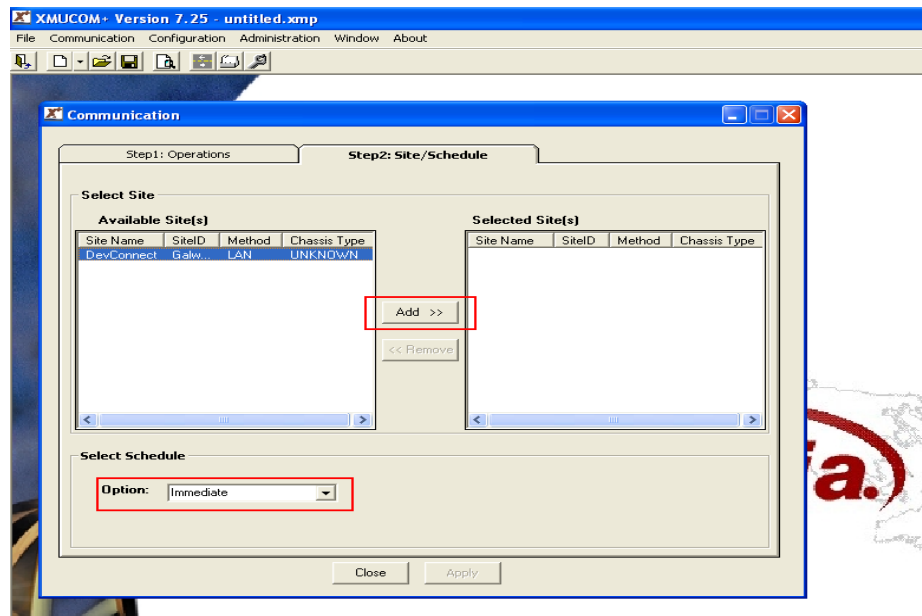 XMUCOM+ Version 7.25 - untitled.xmp
File Communication Configuration Administration Window About
Communication
Step1: Operations Step2: Site/Schedule
Select Site
Available Site(s) Selected Site(s)
Site Name SiteID Method Chassis Type Site Name SiteID Method Chassis Type
DevConnect Galw... LAN UNKNOWN
Add >>
<< Remove
Select Schedule
Option: Immediate
a.
Close Apply